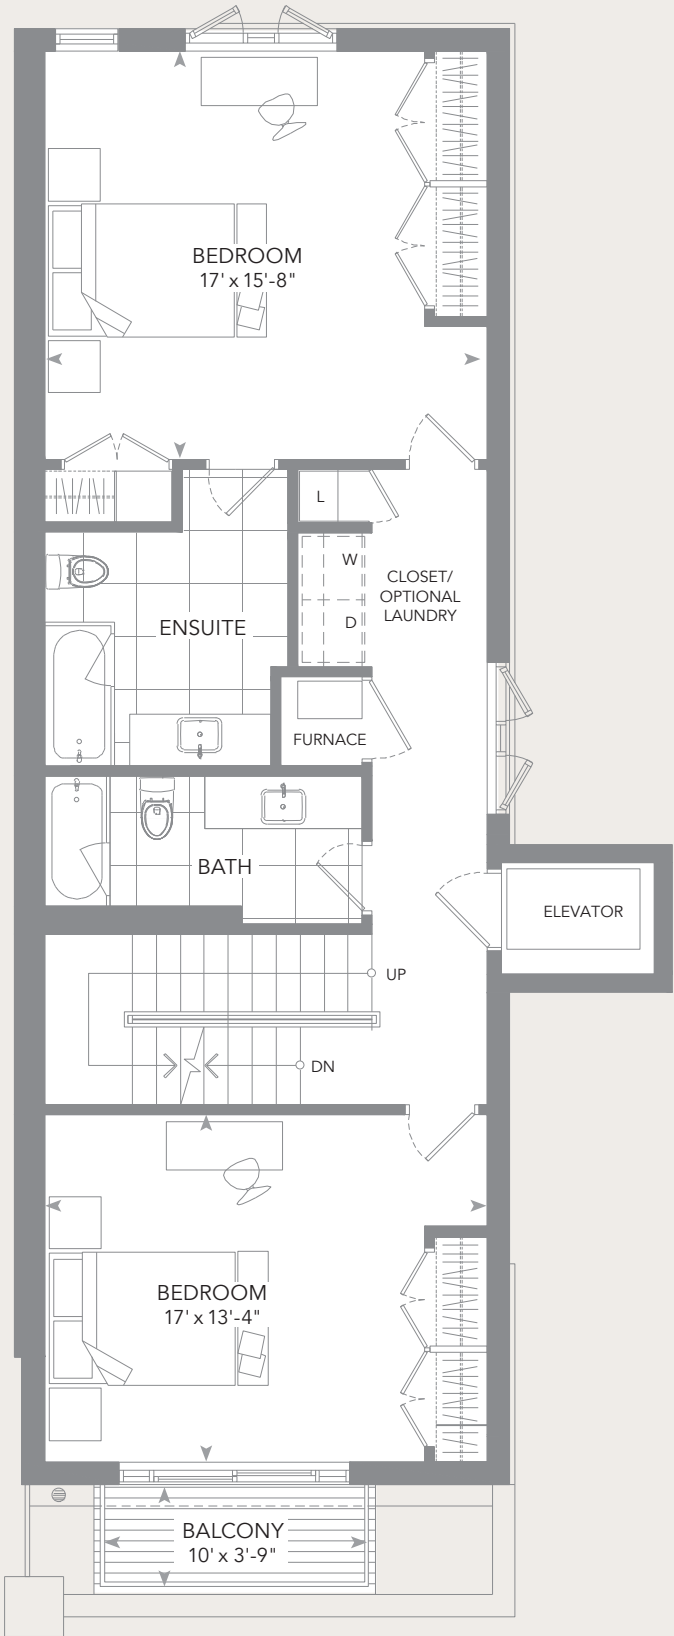 BEDROOM
17' x 15'-8"
L
W
CLOSET/
OPTIONAL
LAUNDRY
D
ENSUITE
FURNACE
BATH
ELEVATOR
UP
DN
BEDROOM
17' x 13'-4"
BALCONY
10' x 3'-9"